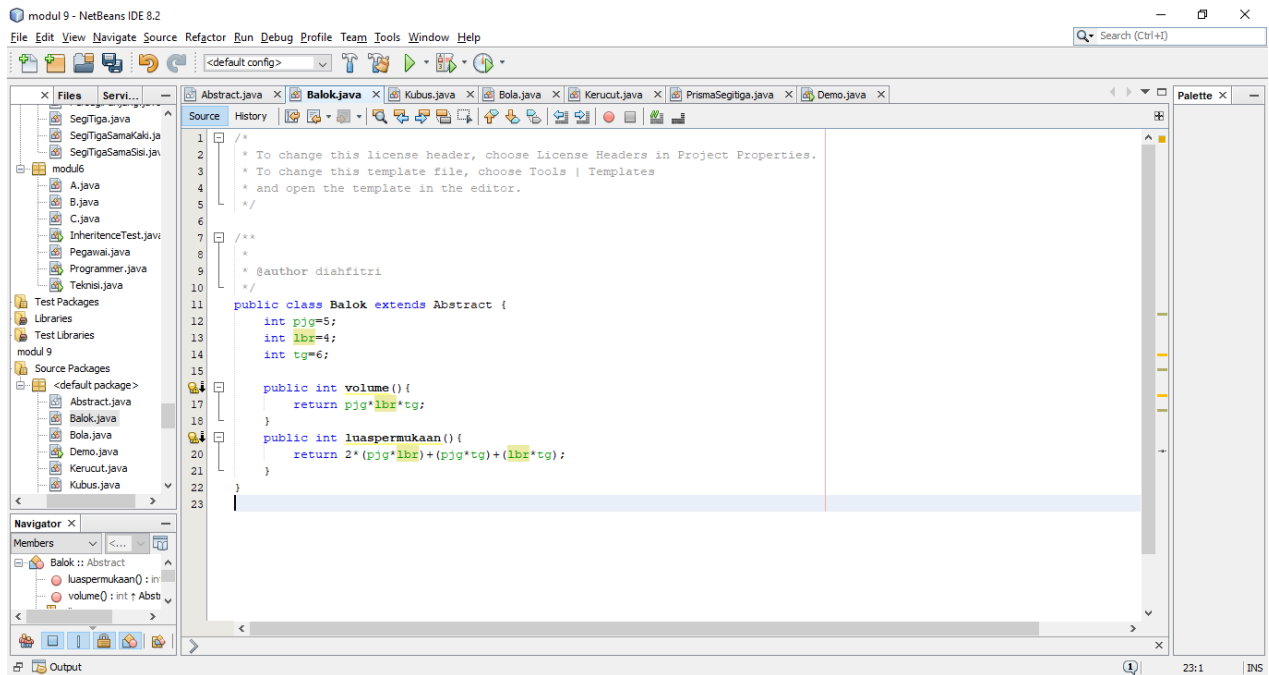 modul 9 - NetBeans IDE 8.2
File Edit View Navigate Source Refactor Run Debug Profile Team Tools Window Help
Search (Ctrl+I)
<default config>
Files Servi...
Abstract.java Balok.java Kubus.java Bola.java Kerucut.java PrismaSegitiga.java Demo.java
Palette
Source History
SegiTiga.java
SegiTigaSamaKaki.ja
SegiTigaSamaSisi.jav
modul6
A.java
B.java
C.java
InheritenceTest.java
Pegawai.java
Programmer.java
Teknisi.java
Test Packages
Libraries
Test Libraries
modul 9
Source Packages
<default package>
Abstract.java
Balok.java
Bola.java
Demo.java
Kerucut.java
Kubus.java
1 /*
2 * To change this license header, choose License Headers in Project Properties.
3 * To change this template file, choose Tools | Templates
4 * and open the template in the editor.
5 */
6
7 /**
8 *
9 * @author diahfitri
10 */
11 public class Balok extends Abstract {
12 int pjg=5;
13 int lbr=4;
14 int tg=6;
15
public int volume(){
17 return pjg*lbr*tg;
18 }
public int luaspermukaan(){
20 return 2*(pjg*lbr)+(pjg*tg)+(lbr*tg);
21 }
22 }
23
Navigator
Members <...
Balok :: Abstract
luaspermukaan() : in
volume() : int ↑ Abst
Output
1
23:1 INS